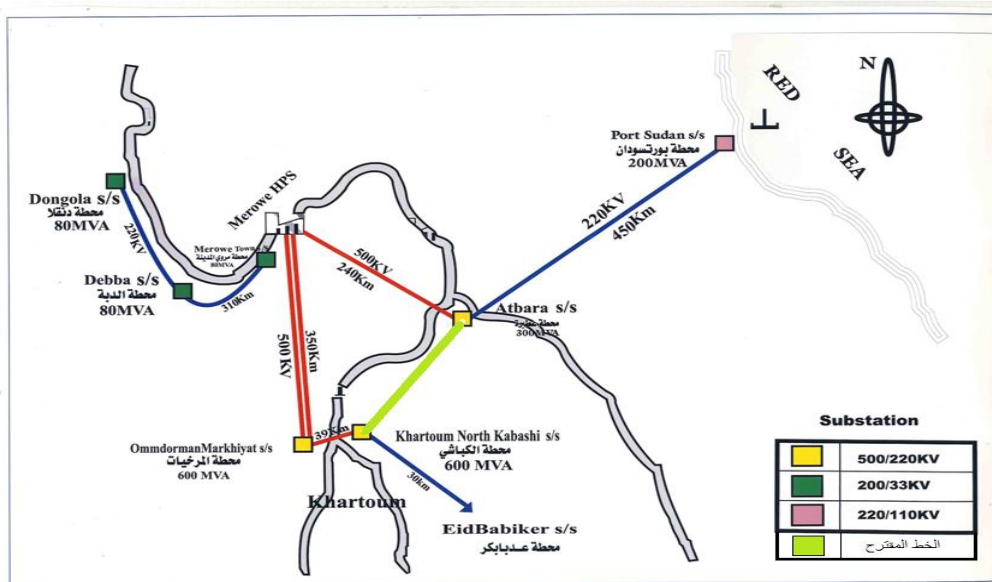 N
RED
SEA
Port Sudan s/s
محطة بورتسودان
200MVA
220KV
450Km
Merowe HPS
Dongola s/s
محطة دنقلا
80MVA
220KV
Merowe Town s/s
محطة مروي المدينة
80MVA
Debba s/s
محطة الدبة
80MVA
310Km
500KV
240Km
Atbara s/s
محطة عطبرة
300MVA
350Km
500 KV
OmmdormanMarkhiyat s/s
محطة المرخيات
600 MVA
39Km
Khartoum North Kabashi s/s
محطة الكباشي
600 MVA
30km
Khartoum
EidBabiker s/s
محطة عدبابكر
Substation
500/220KV
200/33KV
220/110KV
الخط المقترح